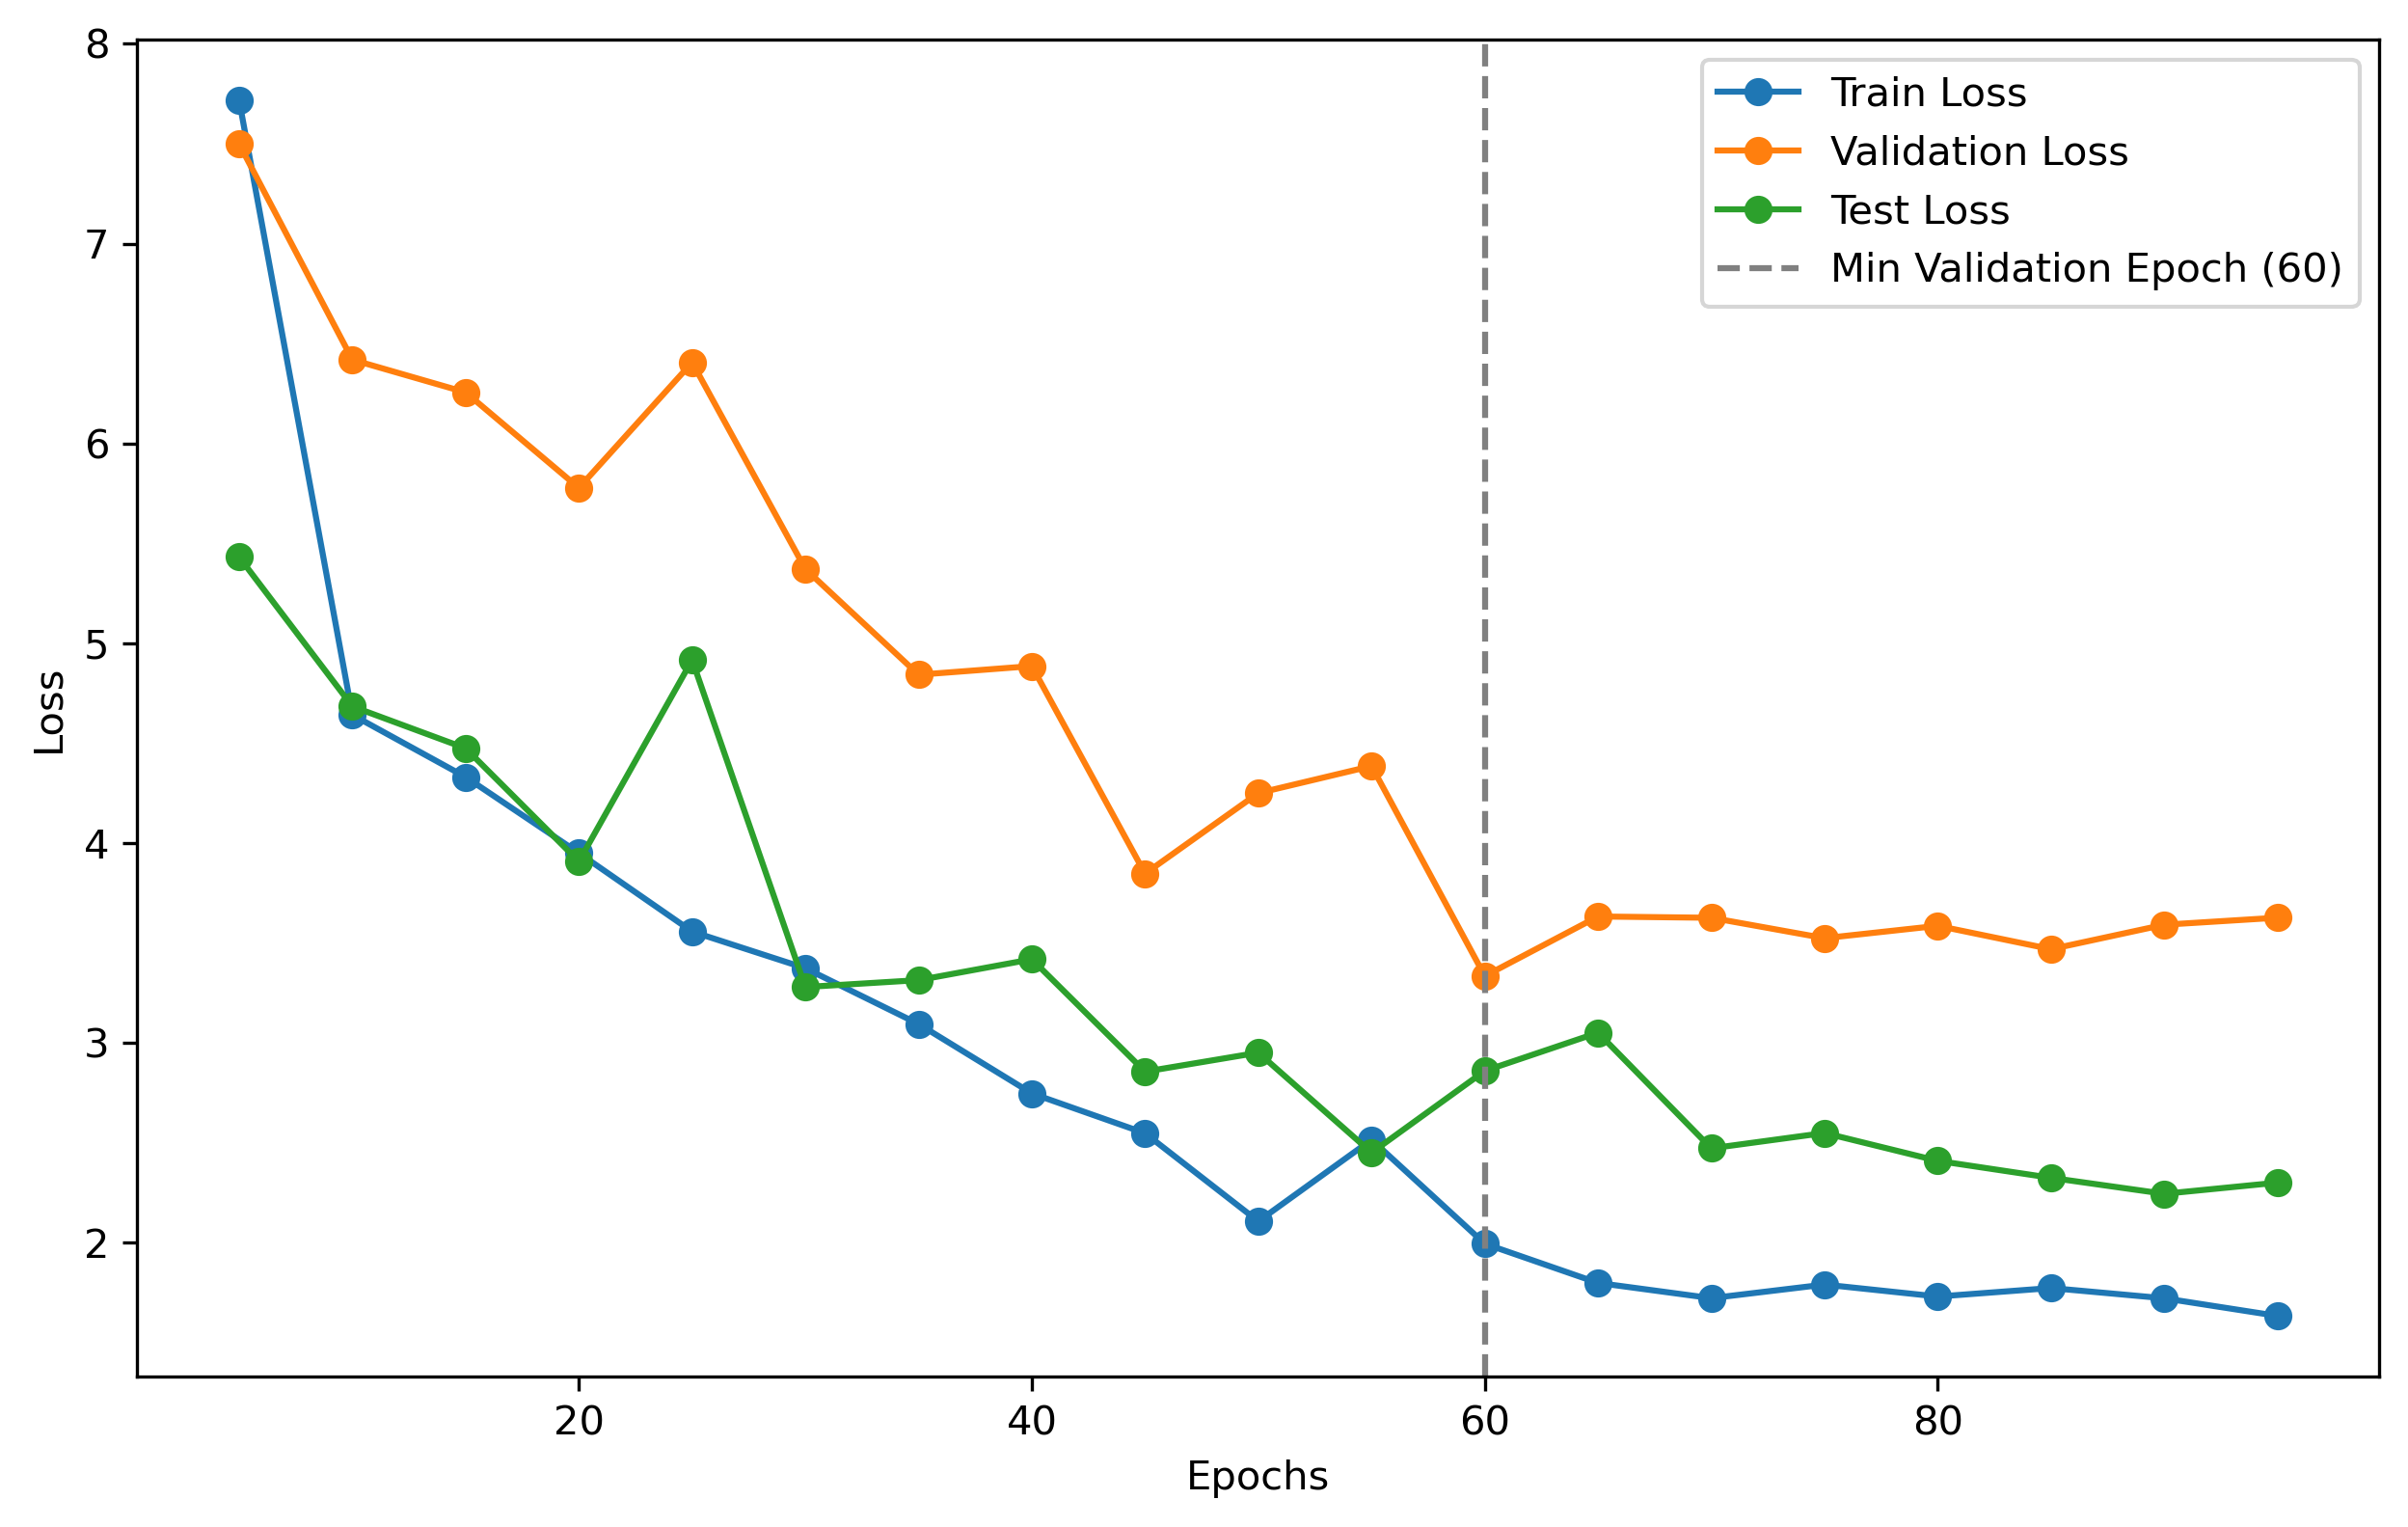 8
7
6
5
4
3
2
Loss
20 40 60 80
Epochs
Train Loss
Validation Loss
Test Loss
Min Validation Epoch (60)